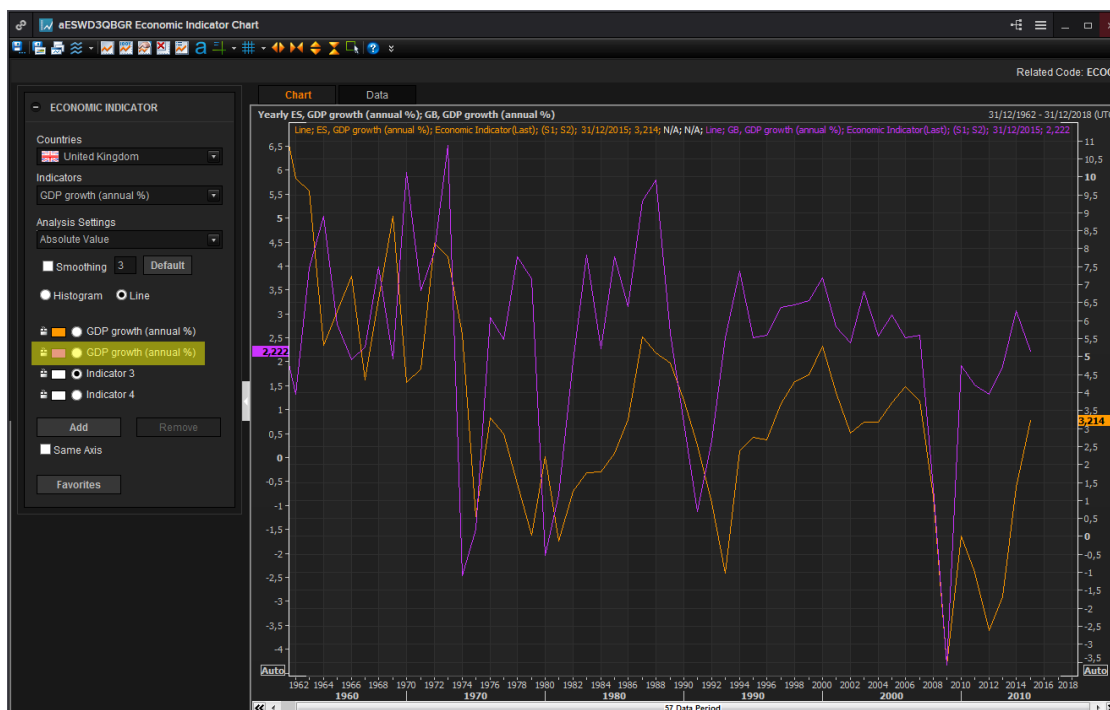 aESWD3QBGR Economic Indicator Chart
Related Code: ECO
ECONOMIC INDICATOR
Countries
United Kingdom
Indicators
GDP growth (annual %)
Analysis Settings
Absolute Value
Smoothing 3 Default
Histogram Line
GDP growth (annual %)
GDP growth (annual %)
Indicator 3
Indicator 4
Add Remove
Same Axis
Favorites
Chart Data
Yearly ES, GDP growth (annual %); GB, GDP growth (annual %) 31/12/1962 - 31/12/2018 (UTC
Line; ES, GDP growth (annual %); Economic Indicator(Last); (S1; S2); 31/12/2015; 3,214; N/A; N/A; Line; GB, GDP growth (annual %); Economic Indicator(Last); (S1; S2); 31/12/2015; 2,222
6,5
6
5,5
5
4,5
4
3,5
3
2,5
2,222
2
1,5
1
0,5
0
-0,5
-1
-1,5
-2
-2,5
-3
-3,5
-4
Auto
11
10,5
10
9,5
9
8,5
8
7,5
7
6,5
6
5,5
5
4,5
4
3,5
3,214
3
2,5
2
1,5
1
0,5
0
-0,5
-1
-1,5
-2
-2,5
-3
-3,5
Auto
1962 1964 1966 1968 1970 1972 1974 1976 1978 1980 1982 1984 1986 1988 1990 1992 1994 1996 1998 2000 2002 2004 2006 2008 2010 2012 2014 2016 2018
1960 1970 1980 1990 2000 2010
57 Data Period